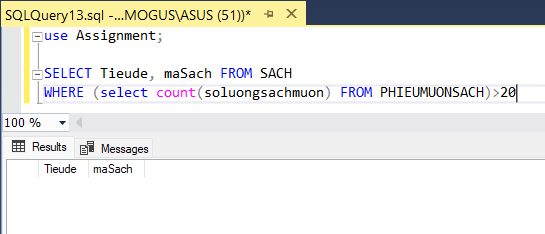 SQLQuery13.sql -...MOGUS\ASUS (51))*
use Assignment;
SELECT Tieude, maSach FROM SACH
WHERE (select count(soluongsachmuon) FROM PHIEUMUONSACH)>20
100 %
Results Messages
Tieude maSach